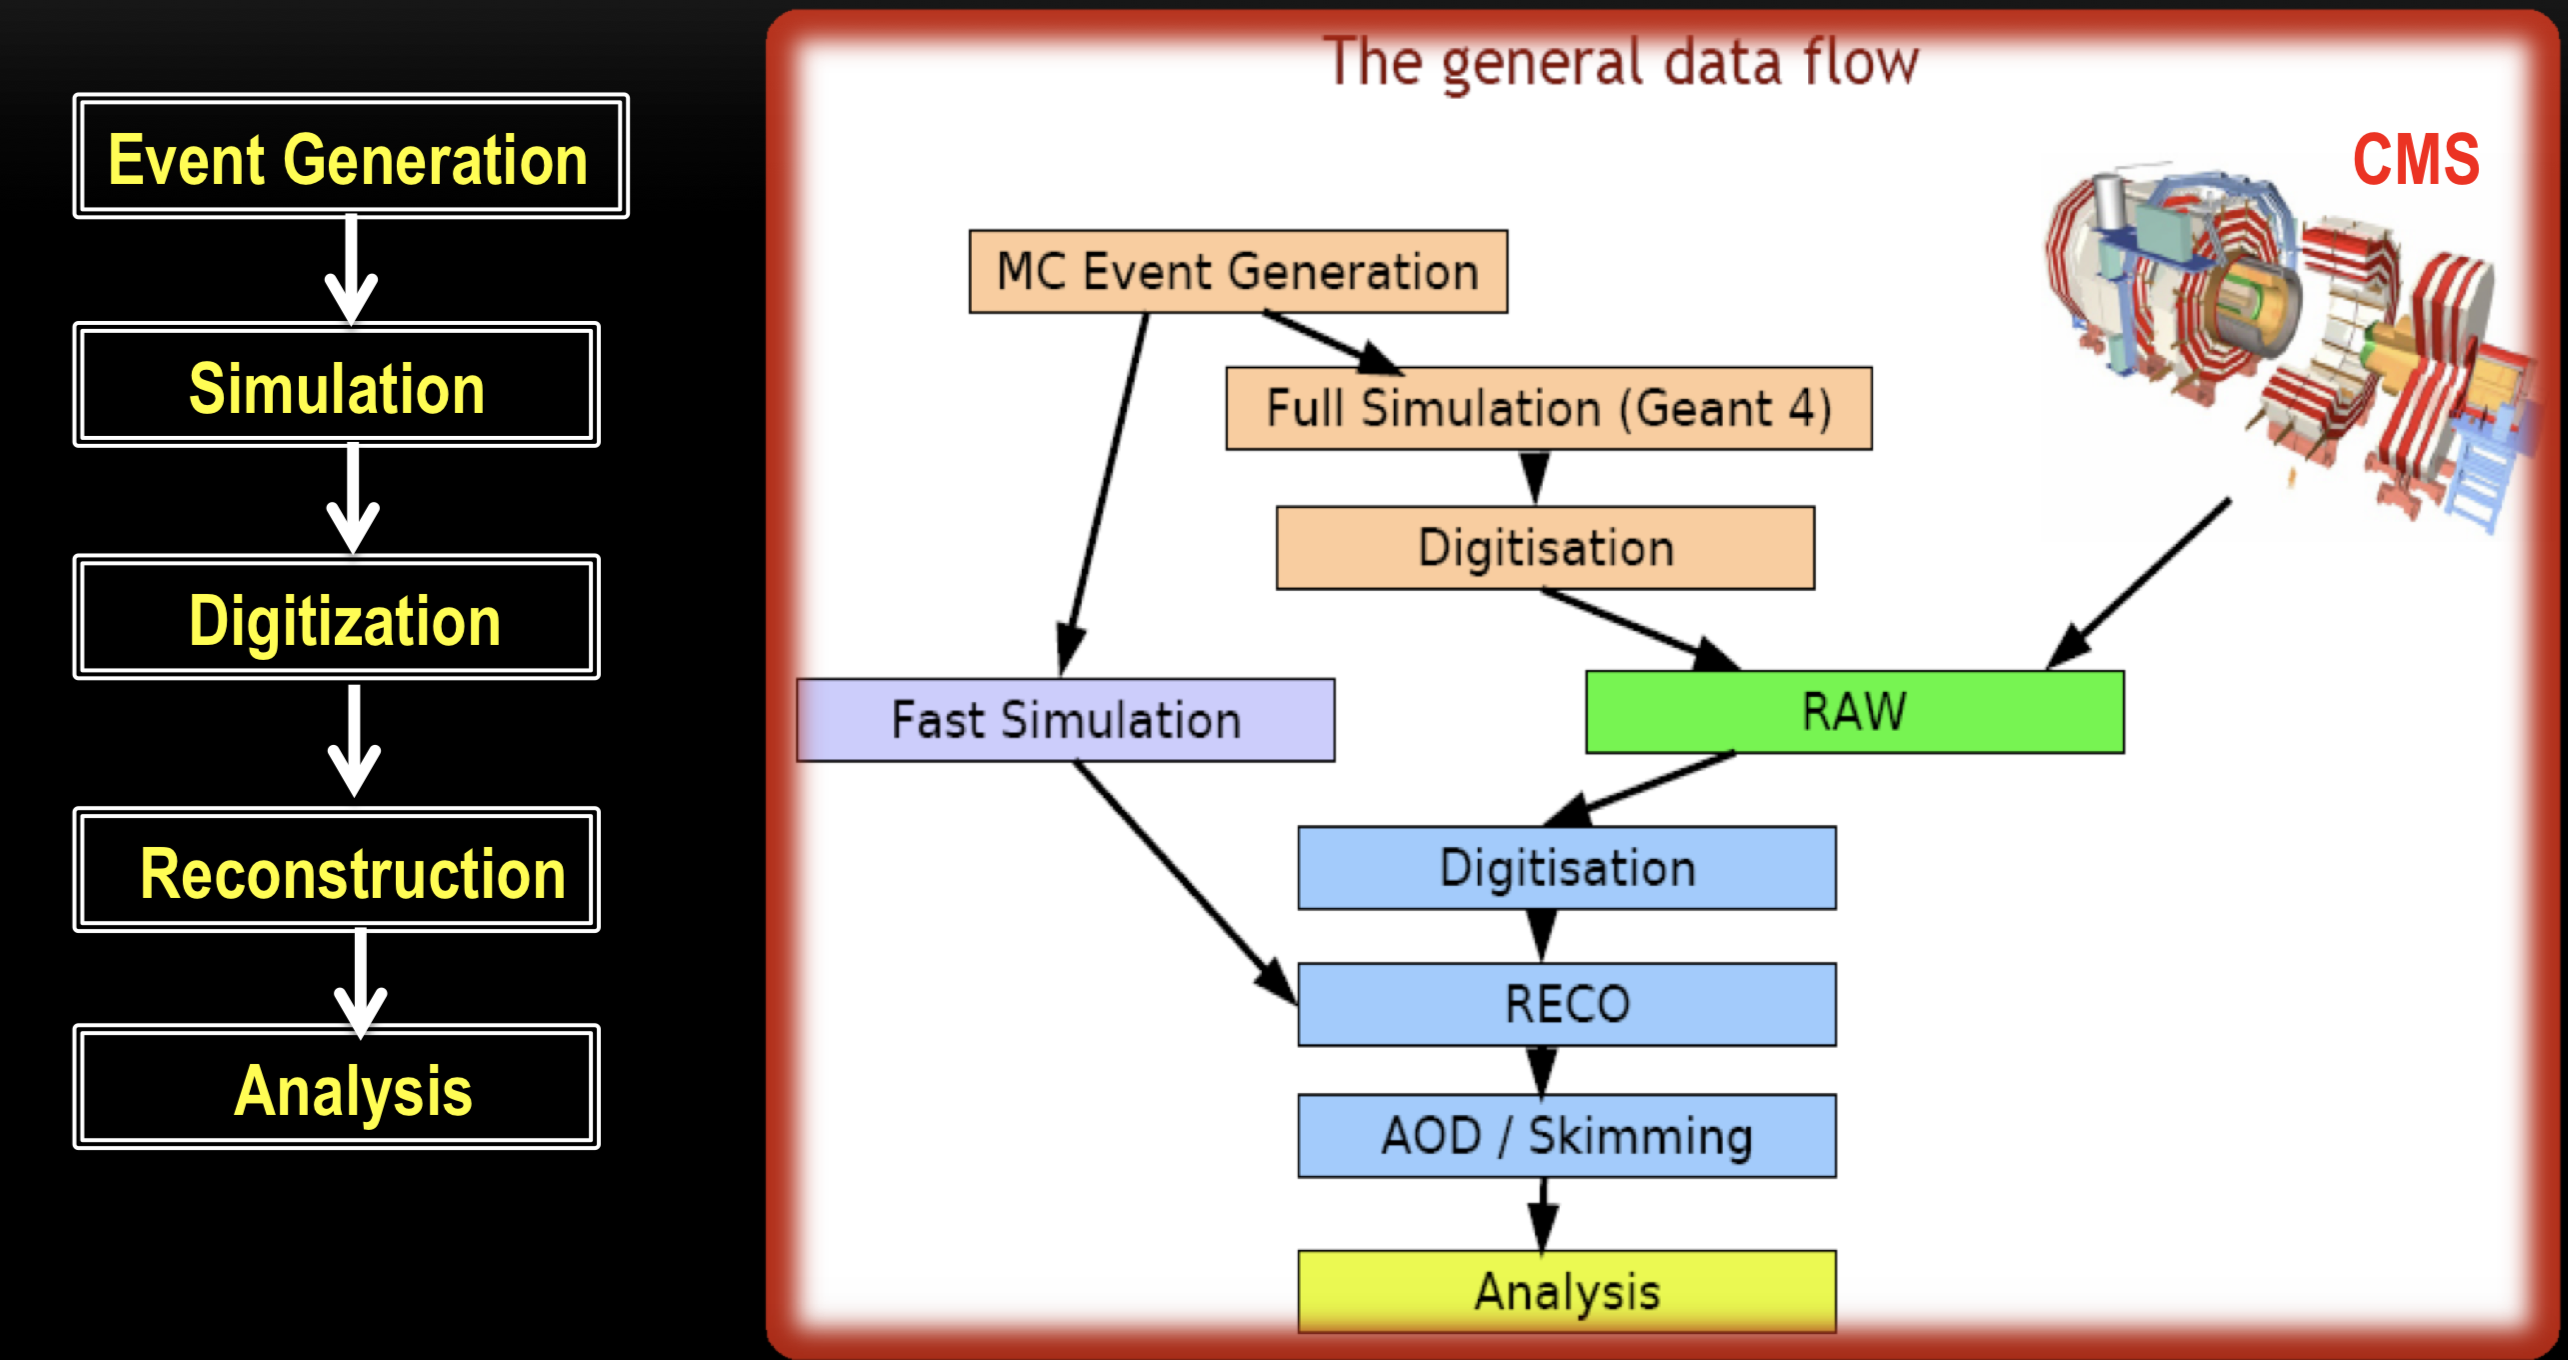 Event Generation
Simulation
Digitization
Reconstruction
Analysis
The general data flow
CMS
MC Event Generation
Full Simulation (Geant 4)
Digitisation
Fast Simulation
RAW
Digitisation
RECO
AOD / Skimming
Analysis